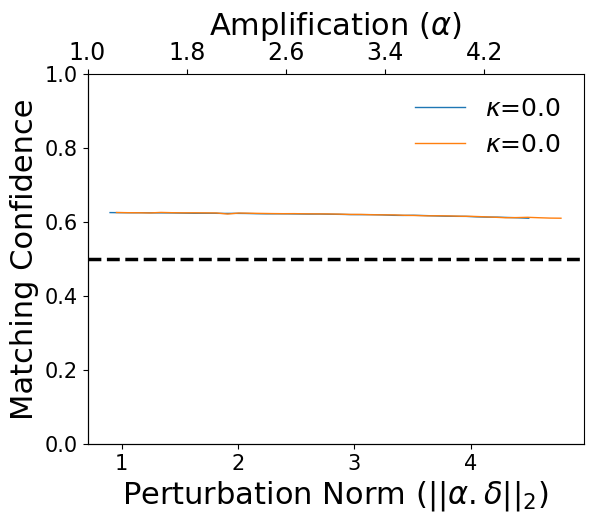 Amplification (α)
1.0 1.8 2.6 3.4 4.2
1.0
0.8
0.6
0.4
0.2
0.0
Matching Confidence
κ=0.0
κ=0.0
1 2 3 4
Perturbation Norm (||α.δ||₂)